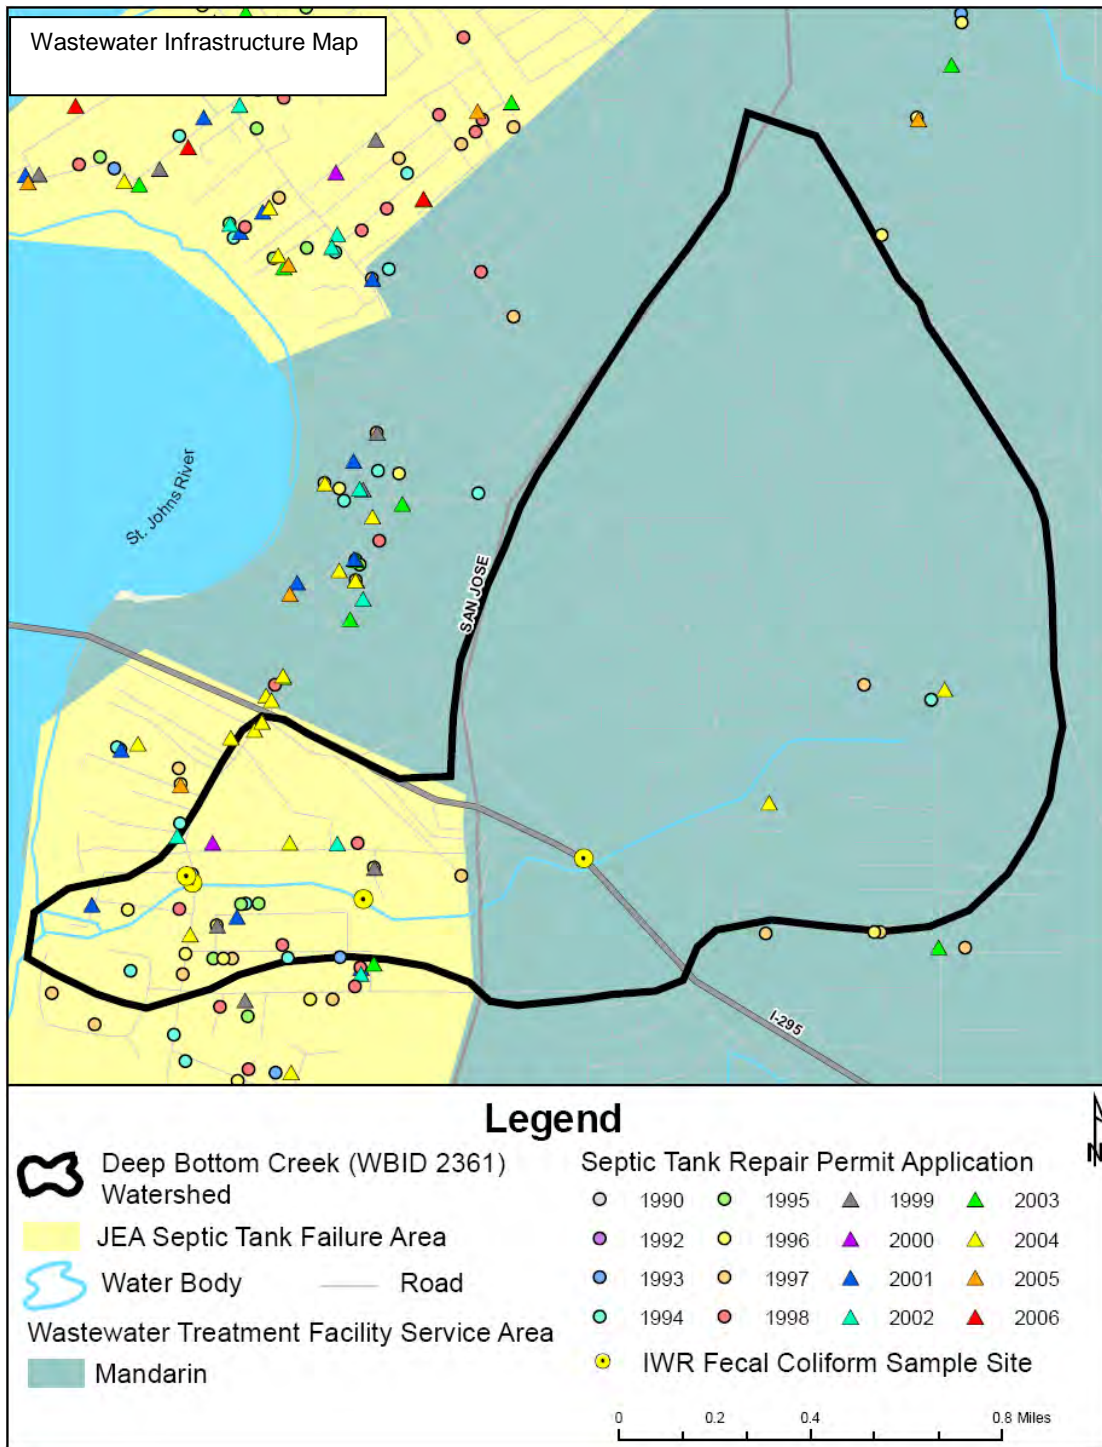 Wastewater Infrastructure Map
St. Johns River
SAN JOSE
I-295
Legend
N
Deep Bottom Creek (WBID 2361)
Watershed
JEA Septic Tank Failure Area
Water Body
Road
Wastewater Treatment Facility Service Area
Mandarin
Septic Tank Repair Permit Application
1990 1995 1999 2003
1992 1996 2000 2004
1993 1997 2001 2005
1994 1998 2002 2006
IWR Fecal Coliform Sample Site
0 0.2 0.4 0.8 Miles